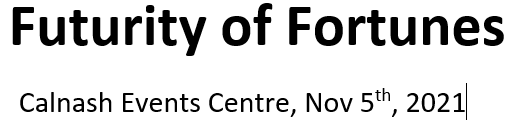 Futurity of Fortunes
Calnash Events Centre, Nov 5th, 2021